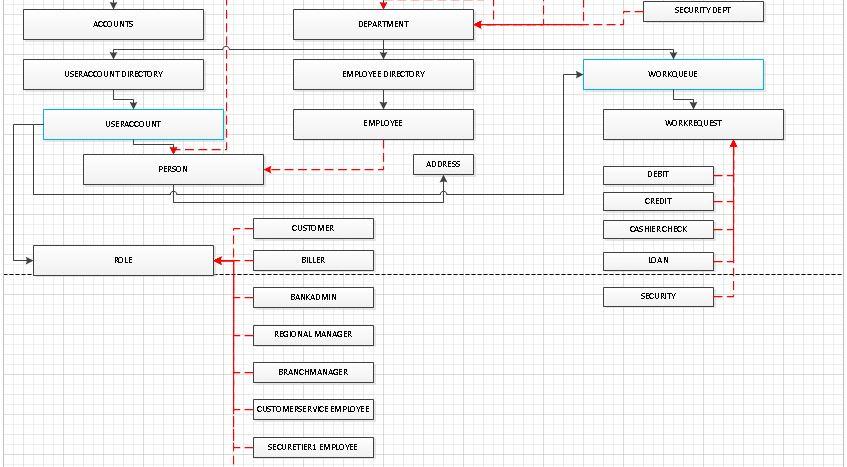 SECURITY DEPT
ACCOUNTS
DEPARTMENT
USERACCOUNT DIRECTORY
EMPLOYEE DIRECTORY
WORKQUEUE
USERACCOUNT
EMPLOYEE
WORKREQUEST
PERSON
ADDRESS
DEBIT
CREDIT
CUSTOMER
CASHIERCHECK
ROLE
BILLER
LOAN
BANKADMIN
SECURITY
REGIONAL MANAGER
BRANCHMANAGER
CUSTOMERSERVICE EMPLOYEE
SECURETIER1 EMPLOYEE